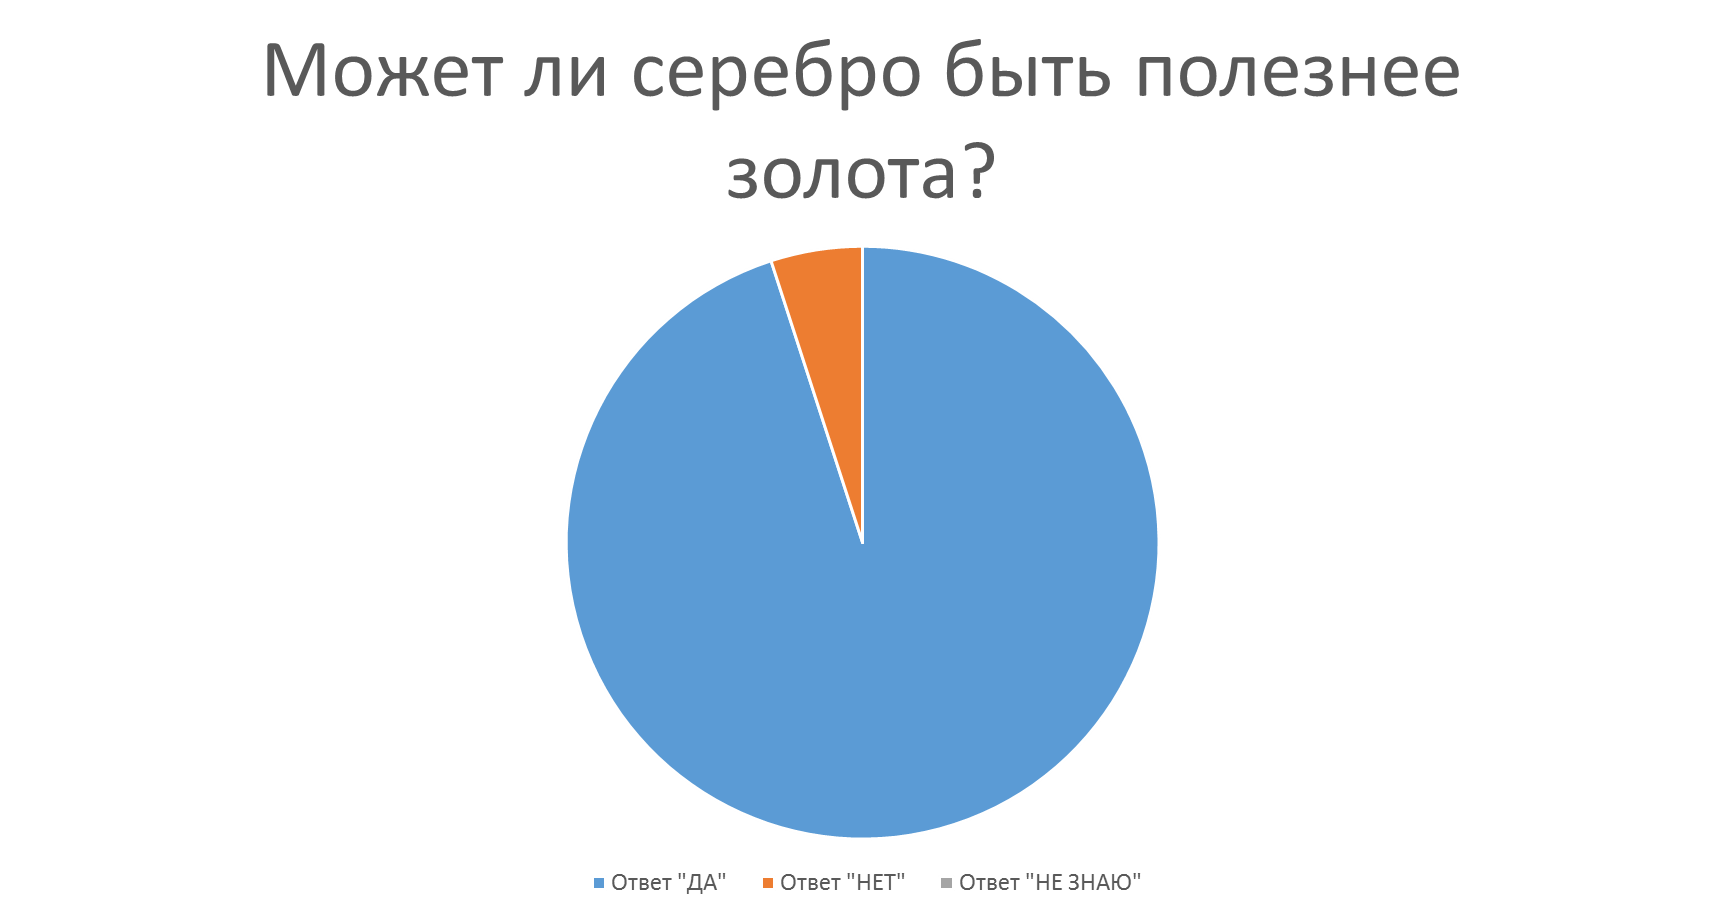 Может ли серебро быть полезнее
золота?
Ответ "ДА" Ответ "НЕТ" Ответ "НЕ ЗНАЮ"